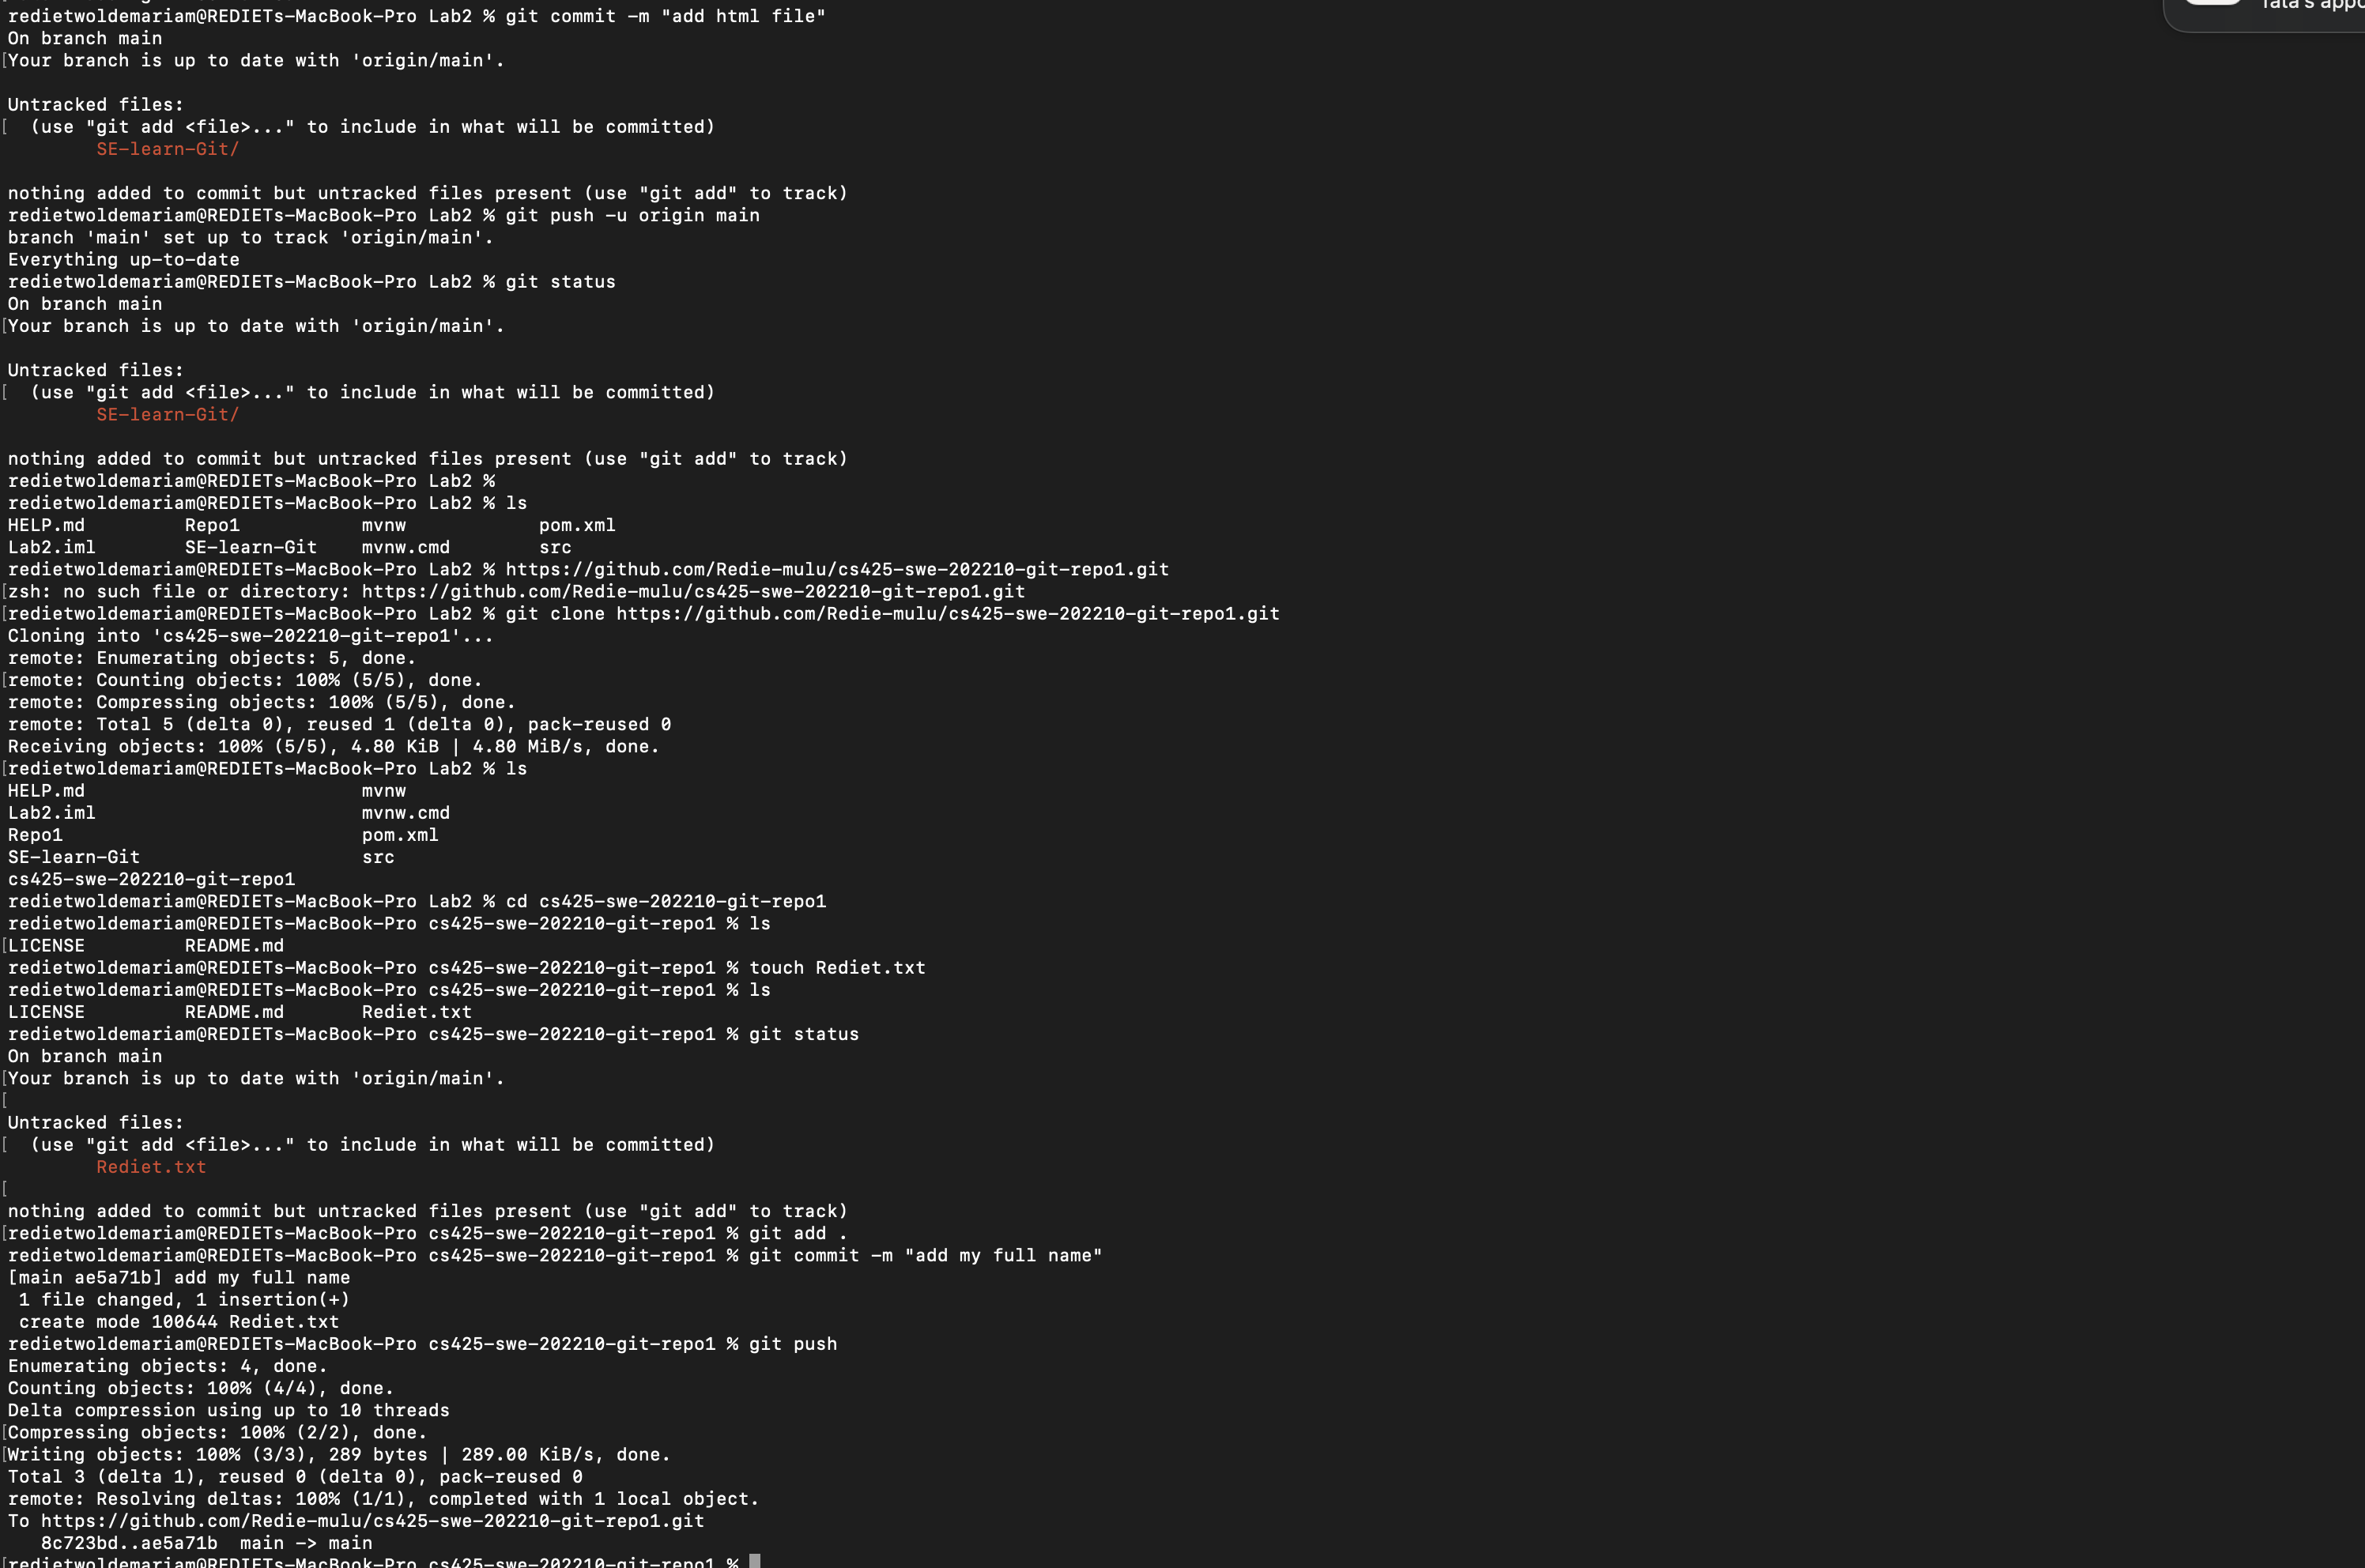 redietwoldemariam@REDIETs-MacBook-Pro Lab2 % git commit -m "add html file"
On branch main
[Your branch is up to date with 'origin/main'.
Untracked files:
[  (use "git add <file>..." to include in what will be committed)
SE-learn-Git/
nothing added to commit but untracked files present (use "git add" to track)
redietwoldemariam@REDIETs-MacBook-Pro Lab2 % git push -u origin main
branch 'main' set up to track 'origin/main'.
Everything up-to-date
redietwoldemariam@REDIETs-MacBook-Pro Lab2 % git status
On branch main
[Your branch is up to date with 'origin/main'.
Untracked files:
[  (use "git add <file>..." to include in what will be committed)
SE-learn-Git/
nothing added to commit but untracked files present (use "git add" to track)
redietwoldemariam@REDIETs-MacBook-Pro Lab2 %
redietwoldemariam@REDIETs-MacBook-Pro Lab2 % ls
HELP.md         Repo1           mvnw            pom.xml
Lab2.iml        SE-learn-Git    mvnw.cmd        src
redietwoldemariam@REDIETs-MacBook-Pro Lab2 % https://github.com/Redie-mulu/cs425-swe-202210-git-repo1.git
[zsh: no such file or directory: https://github.com/Redie-mulu/cs425-swe-202210-git-repo1.git
[redietwoldemariam@REDIETs-MacBook-Pro Lab2 % git clone https://github.com/Redie-mulu/cs425-swe-202210-git-repo1.git
Cloning into 'cs425-swe-202210-git-repo1'...
remote: Enumerating objects: 5, done.
[remote: Counting objects: 100% (5/5), done.
remote: Compressing objects: 100% (5/5), done.
remote: Total 5 (delta 0), reused 1 (delta 0), pack-reused 0
Receiving objects: 100% (5/5), 4.80 KiB | 4.80 MiB/s, done.
[redietwoldemariam@REDIETs-MacBook-Pro Lab2 % ls
HELP.md                         mvnw
Lab2.iml                        mvnw.cmd
Repo1                           pom.xml
SE-learn-Git                    src
cs425-swe-202210-git-repo1
redietwoldemariam@REDIETs-MacBook-Pro Lab2 % cd cs425-swe-202210-git-repo1
redietwoldemariam@REDIETs-MacBook-Pro cs425-swe-202210-git-repo1 % ls
[LICENSE         README.md
redietwoldemariam@REDIETs-MacBook-Pro cs425-swe-202210-git-repo1 % touch Rediet.txt
redietwoldemariam@REDIETs-MacBook-Pro cs425-swe-202210-git-repo1 % ls
LICENSE         README.md       Rediet.txt
redietwoldemariam@REDIETs-MacBook-Pro cs425-swe-202210-git-repo1 % git status
On branch main
[Your branch is up to date with 'origin/main'.
[
Untracked files:
[  (use "git add <file>..." to include in what will be committed)
Rediet.txt
[
nothing added to commit but untracked files present (use "git add" to track)
[redietwoldemariam@REDIETs-MacBook-Pro cs425-swe-202210-git-repo1 % git add .
redietwoldemariam@REDIETs-MacBook-Pro cs425-swe-202210-git-repo1 % git commit -m "add my full name"
[main ae5a71b] add my full name
1 file changed, 1 insertion(+)
create mode 100644 Rediet.txt
redietwoldemariam@REDIETs-MacBook-Pro cs425-swe-202210-git-repo1 % git push
Enumerating objects: 4, done.
Counting objects: 100% (4/4), done.
Delta compression using up to 10 threads
[Compressing objects: 100% (2/2), done.
[Writing objects: 100% (3/3), 289 bytes | 289.00 KiB/s, done.
Total 3 (delta 1), reused 0 (delta 0), pack-reused 0
remote: Resolving deltas: 100% (1/1), completed with 1 local object.
To https://github.com/Redie-mulu/cs425-swe-202210-git-repo1.git
8c723bd..ae5a71b  main -> main
[redietwoldemariam@REDIETs-MacBook-Pro cs425-swe-202210-git-repo1 %